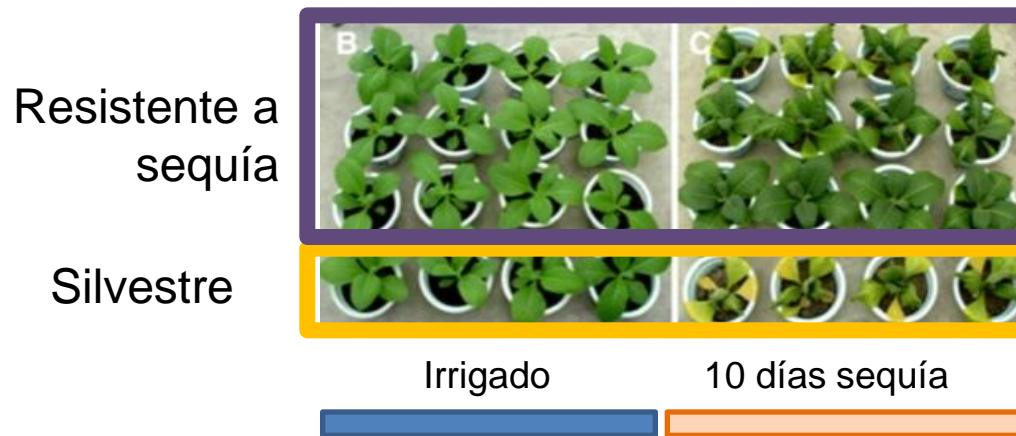 B
C
Resistente a
sequía
Silvestre
Irrigado
10 días sequía